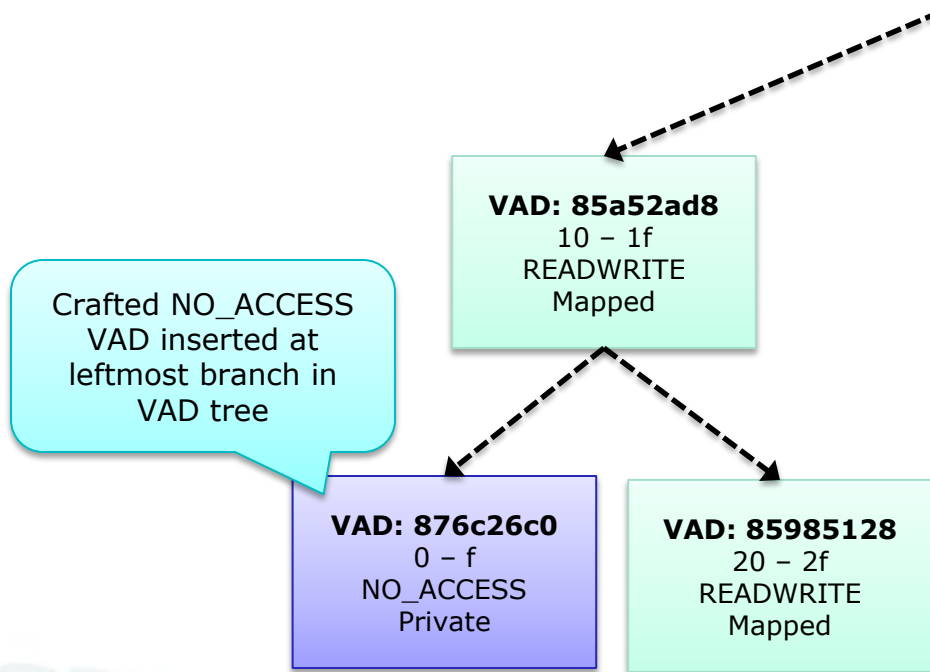 VAD: 85a52ad8
10 – 1f
READWRITE
Mapped
Crafted NO_ACCESS
VAD inserted at
leftmost branch in
VAD tree
VAD: 876c26c0
0 – f
NO_ACCESS
Private
VAD: 85985128
20 – 2f
READWRITE
Mapped